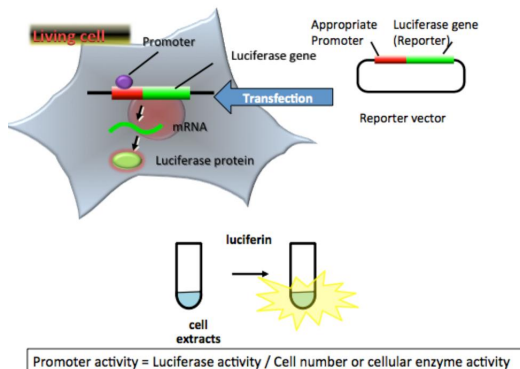 Living cell
Promoter
Luciferase gene
Appropriate
Promoter
Luciferase gene
(Reporter)
Transfection
mRNA
Reporter vector
Luciferase protein
luciferin
cell
extracts
Promoter activity = Luciferase activity / Cell number or cellular enzyme activity